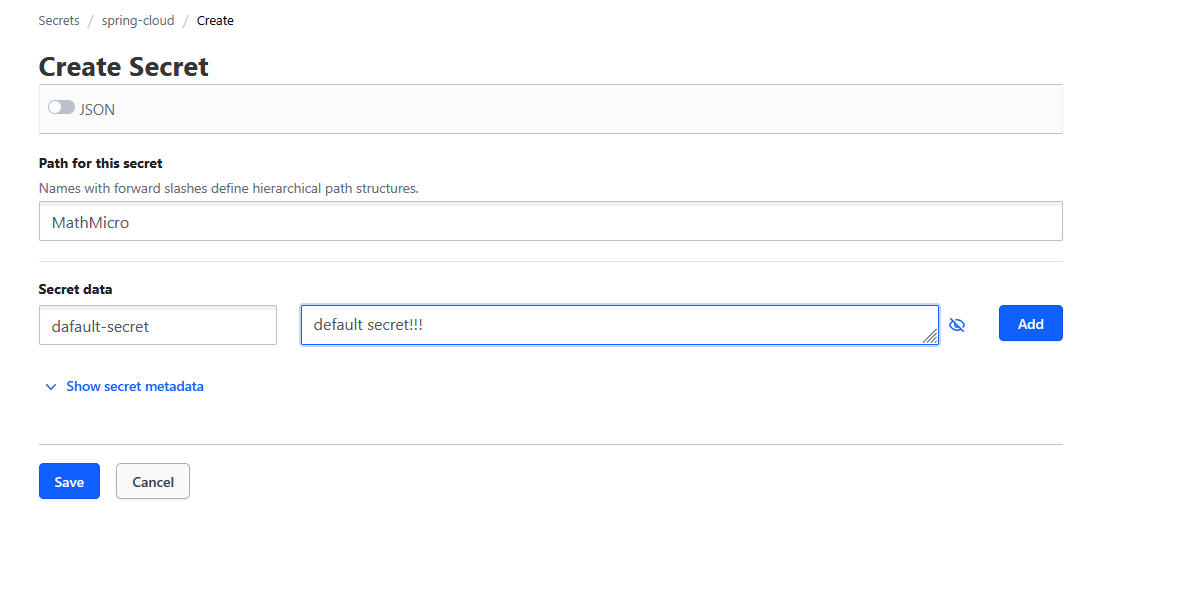 Secrets / spring-cloud / Create
Create Secret
JSON
Path for this secret
Names with forward slashes define hierarchical path structures.
MathMicro
Secret data
dafault-secret default secret!!! Add
Show secret metadata
Save Cancel